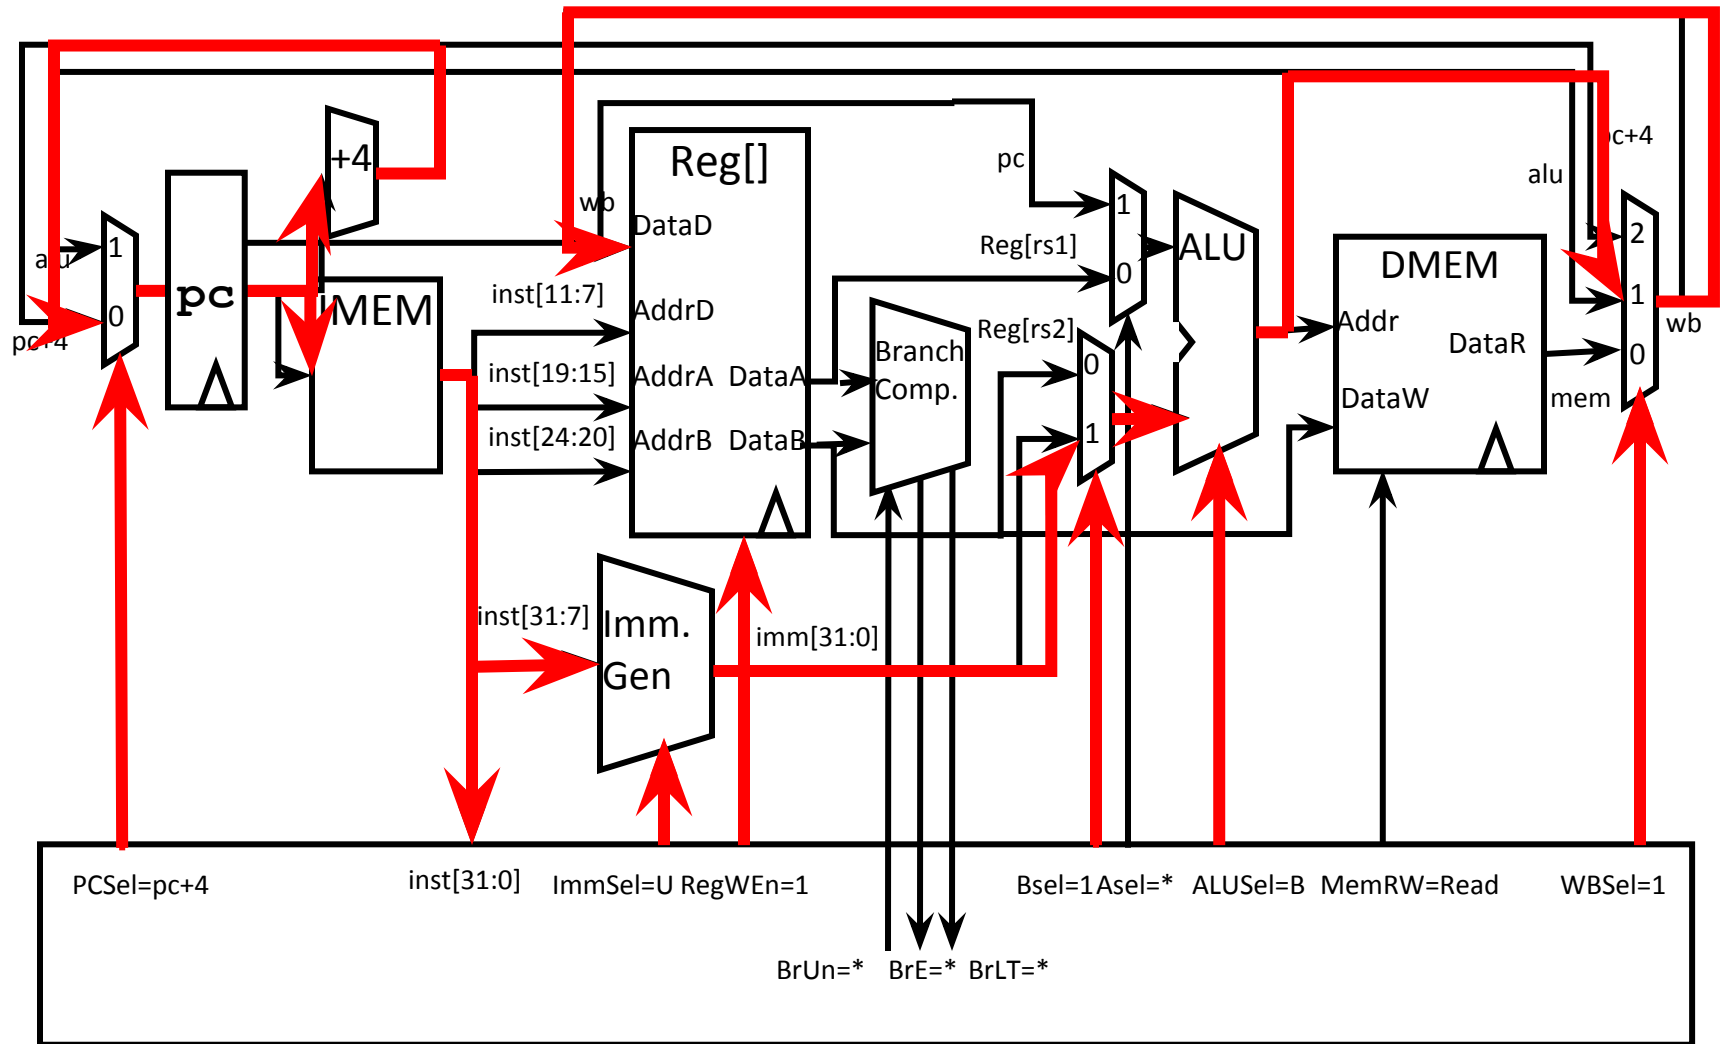 +4
Reg[]
wb
DataD
pc
pc+4
alu
1
ALU
2
DMEM
alu
1
0
pc
Reg[rs1]
0
IMEM
inst[11:7]
AddrD
1
Addr
wb
pc+4
Reg[rs2]
Branch
Comp.
0
DataR
0
inst[19:15]
AddrA
DataA
DataW
mem
inst[24:20]
AddrB
DataB
1
inst[31:7]
Imm.
Gen
imm[31:0]
PCSel=pc+4
inst[31:0]
ImmSel=U
RegWEn=1
Bsel=1
Asel=*
ALUSel=B
MemRW=Read
WBSel=1
BrUn=*
BrE=*
BrLT=*